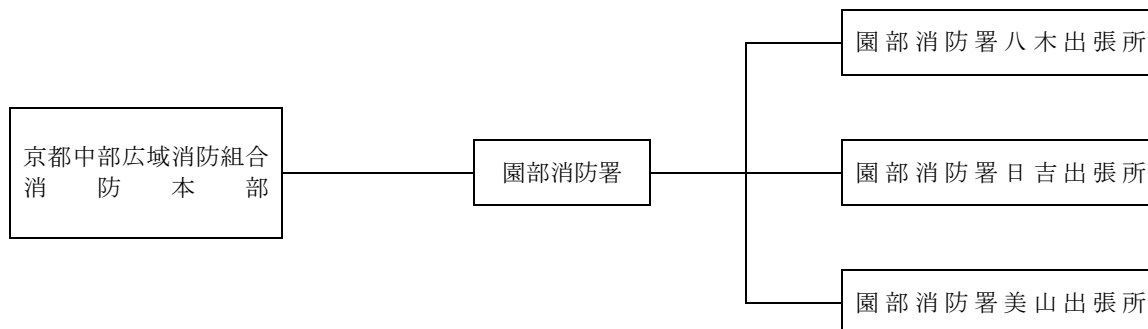 京都中部広域消防組合
消防本部
園部消防署
園部消防署八木出張所
園部消防署日吉出張所
園部消防署美山出張所